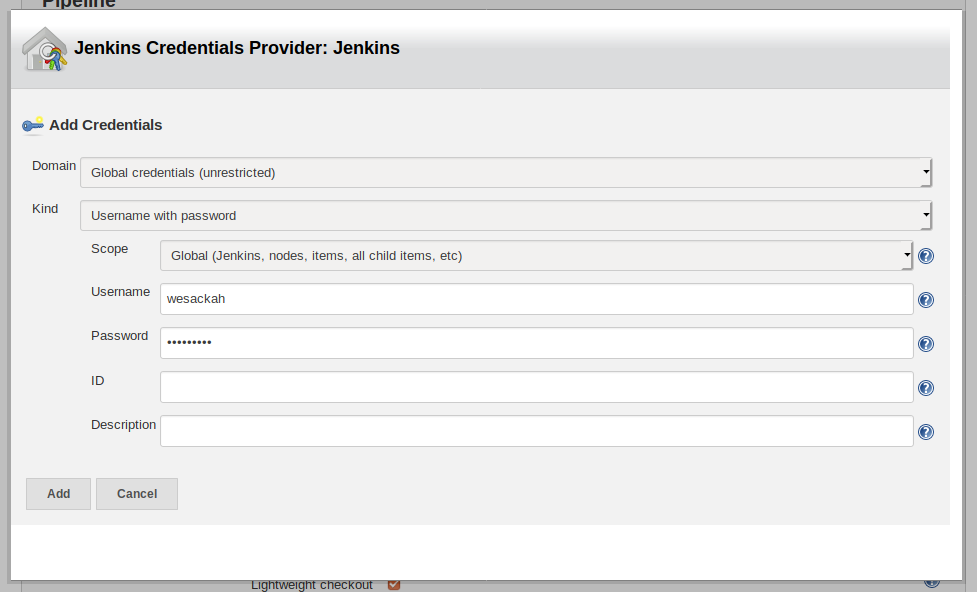 Pipeline
Jenkins Credentials Provider: Jenkins
Add Credentials
Domain
Global credentials (unrestricted)
Kind
Username with password
Scope
Global (Jenkins, nodes, items, all child items, etc)
Username
wesackah
Password
•••••••••
ID
Description
Add
Cancel
Lightweight checkout